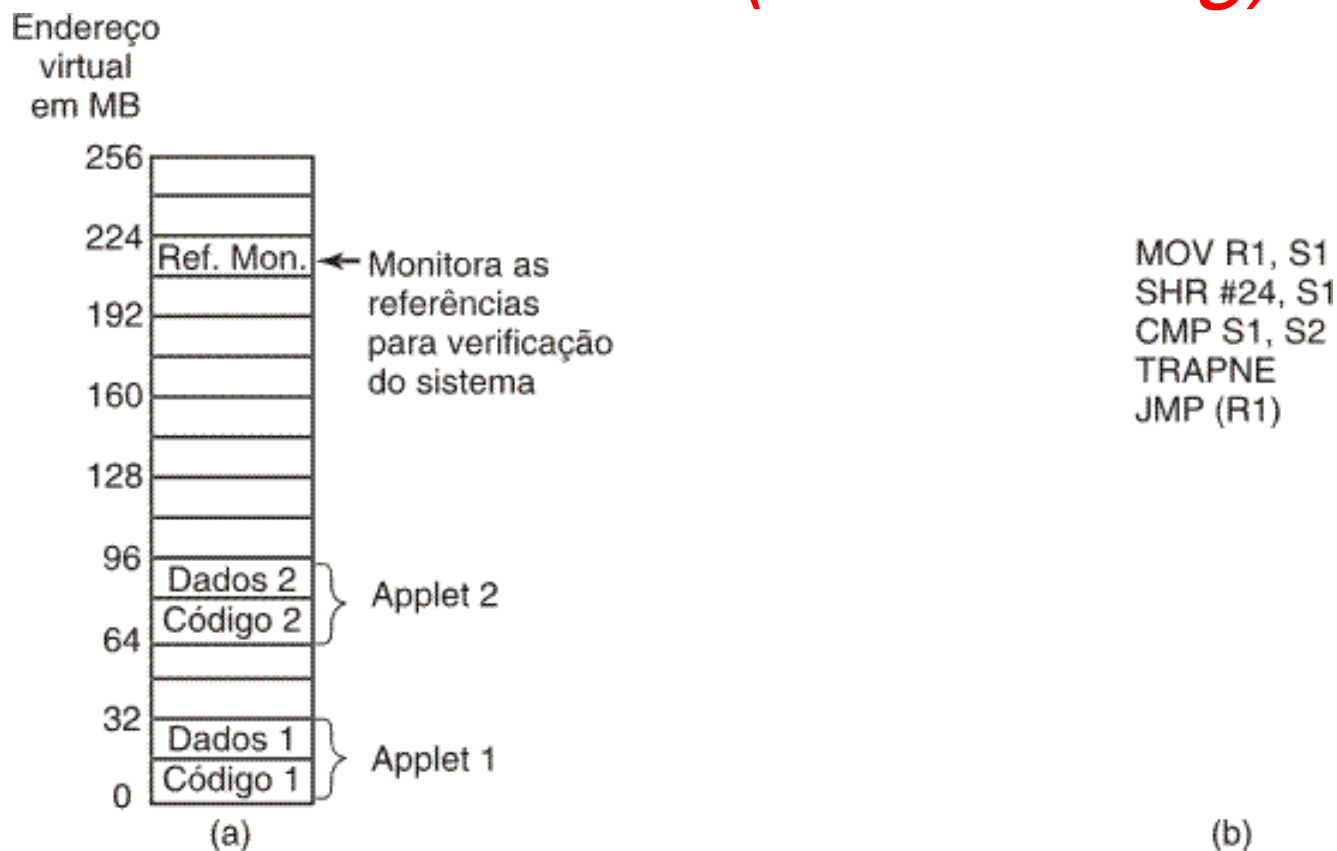 Endereço
virtual
em MB
256
224
Ref. Mon.
Monitora as
referências
para verificação
do sistema
192
160
128
96
Dados 2
Código 2
Applet 2
64
32
Dados 1
Código 1
Applet 1
0
(a)
MOV R1, S1
SHR #24, S1
CMP S1, S2
TRAPNE
JMP (R1)
(b)